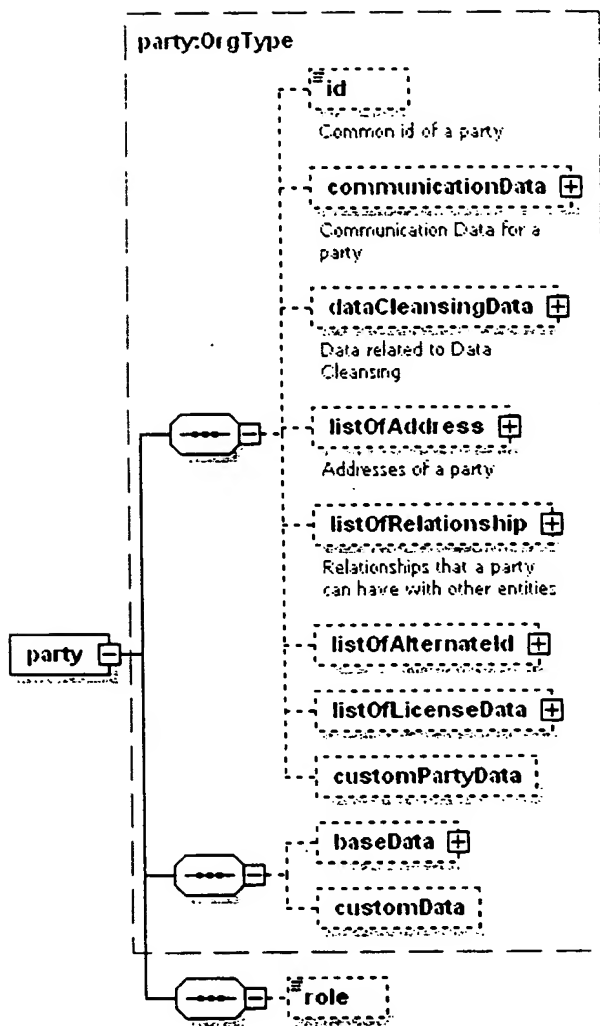 party:OrgType
id
Common id of a party
communicationData
Communication Data for a
party
dataCleansingData
Data related to Data
Cleansing
listOfAddress
Addresses of a party
listOfRelationship
Relationships that a party
can have with other entities
party
listOfAlternateId
listOfLicenseData
customPartyData
baseData
customData
role